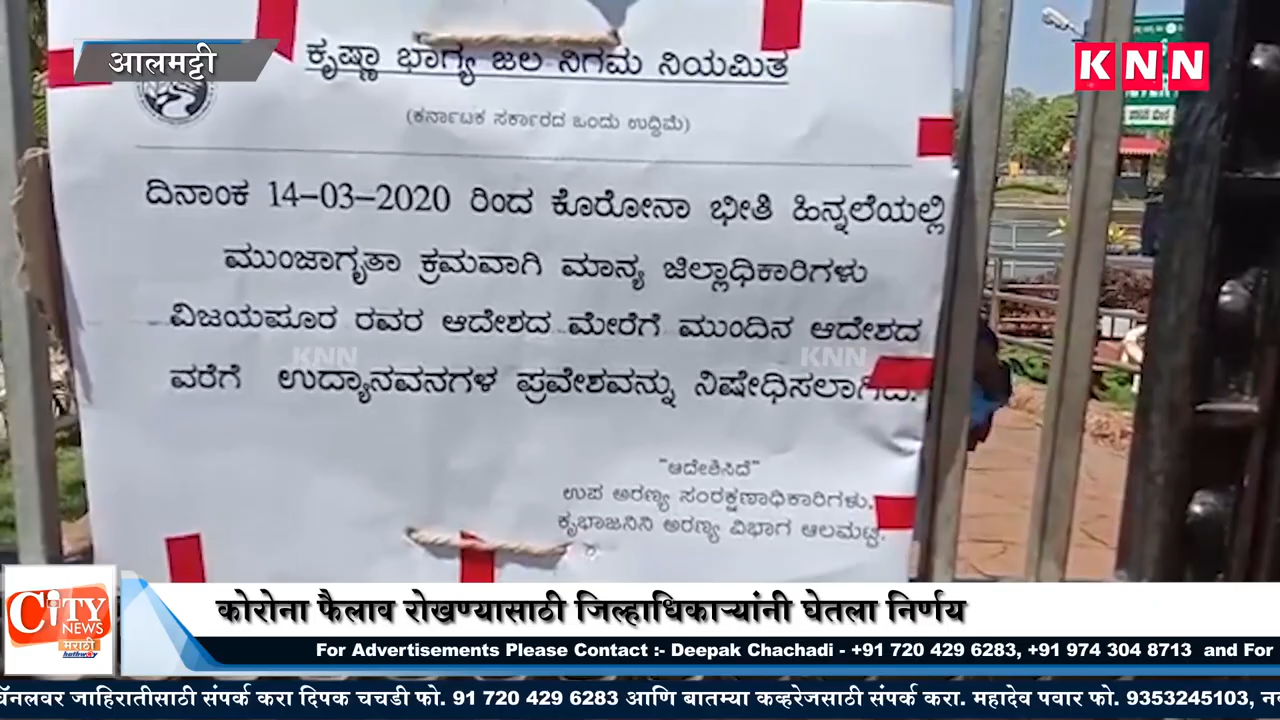 आलमट्टी
KNN
ಕೃಷ್ಣಾ ಭಾಗ್ಯ ಜಲ ನಿಗಮ ನಿಯಮಿತ
(ಕರ್ನಾಟಕ ಸರ್ಕಾರದ ಒಂದು ಉದ್ಧಿಮೆ)
ದಿನಾಂಕ 14-03-2020 ರಿಂದ ಕೊರೋನಾ ಭೀತಿ ಹಿನ್ನಲೆಯಲ್ಲಿ
ಮುಂಜಾಗೃತಾ ಕ್ರಮವಾಗಿ ಮಾನ್ಯ ಜಿಲ್ಲಾಧಿಕಾರಿಗಳು
ವಿಜಯಪೂರ ರವರ ಆದೇಶದ ಮೇರೆಗೆ ಮುಂದಿನ ಆದೇಶದ
KNN KNN
ವರೆಗೆ ಉದ್ಯಾನವನಗಳ ಪ್ರವೇಶವನ್ನು ನಿಷೇಧಿಸಲಾಗಿದೆ.
"ಆದೇಶಿಸಿದೆ"
ಉಪ ಅರಣ್ಯ ಸಂರಕ್ಷಣಾಧಿಕಾರಿಗಳು,
ಕೃಭಾಜನಿನಿ ಅರಣ್ಯ ವಿಭಾಗ ಆಲಮಟ್ಟಿ.
CiTY
NEWS
मराठी
hathway
कोरोना फैलाव रोखण्यासाठी जिल्हाधिकाऱ्यांनी घेतला निर्णय
For Advertisements Please Contact :- Deepak Chachadi - +91 720 429 6283, +91 974 304 8713 and For
चॅनलवर जाहिरातीसाठी संपर्क करा दिपक चचडी फो. 91 720 429 6283 आणि बातम्या कव्हरेजसाठी संपर्क करा. महादेव पवार फो. 9353245103,